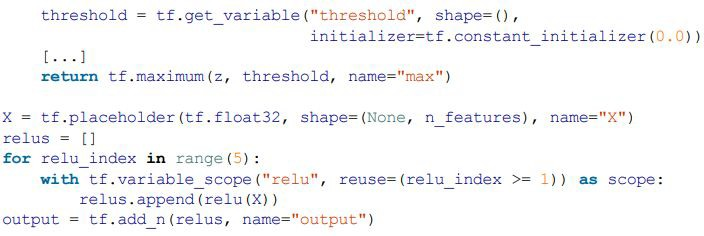 threshold = tf.get_variable("threshold", shape=(),
initializer=tf.constant_initializer(0.0))
[...]
return tf.maximum(z, threshold, name="max")
X = tf.placeholder(tf.float32, shape=(None, n_features), name="X")
relus = []
for relu_index in range(5):
with tf.variable_scope("relu", reuse=(relu_index >= 1)) as scope:
relus.append(relu(X))
output = tf.add_n(relus, name="output")